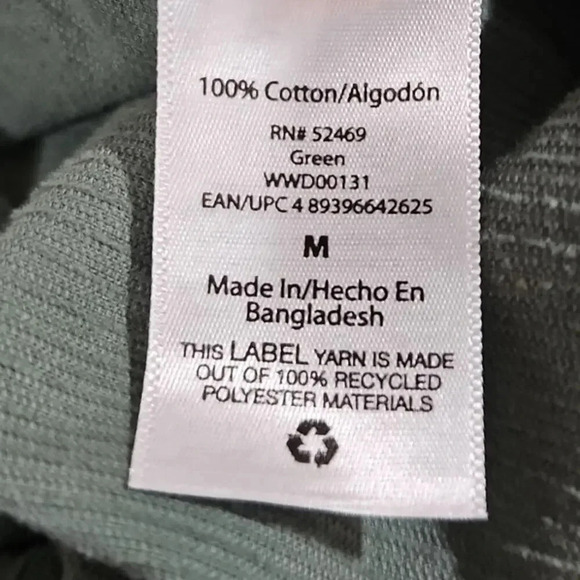 100% Cotton/Algodón
RN# 52469
Green
WWD00131
EAN/UPC 4 89396642625
M
Made In/Hecho En
Bangladesh
THIS LABEL YARN IS MADE
OUT OF 100% RECYCLED
POLYESTER MATERIALS